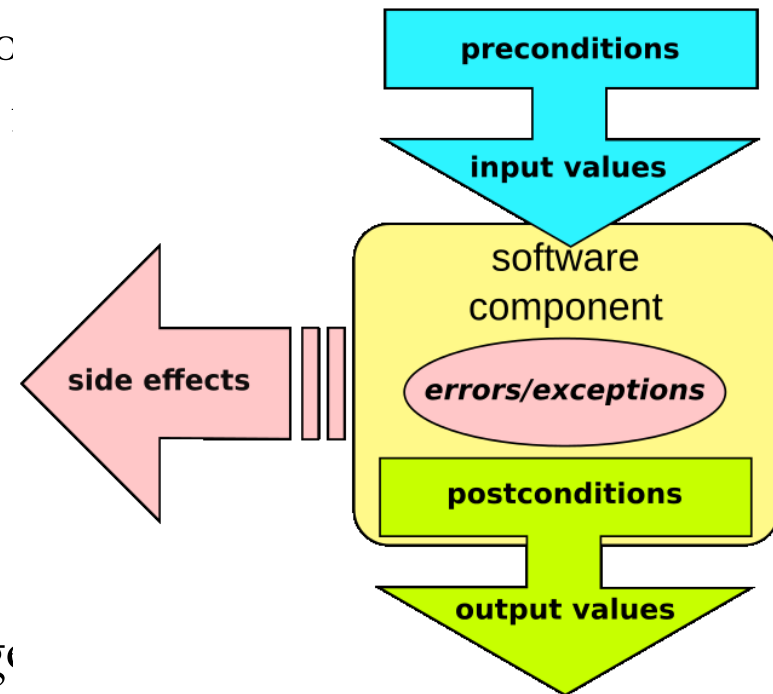 preconditions
input values
software
component
side effects
errors/exceptions
postconditions
output values